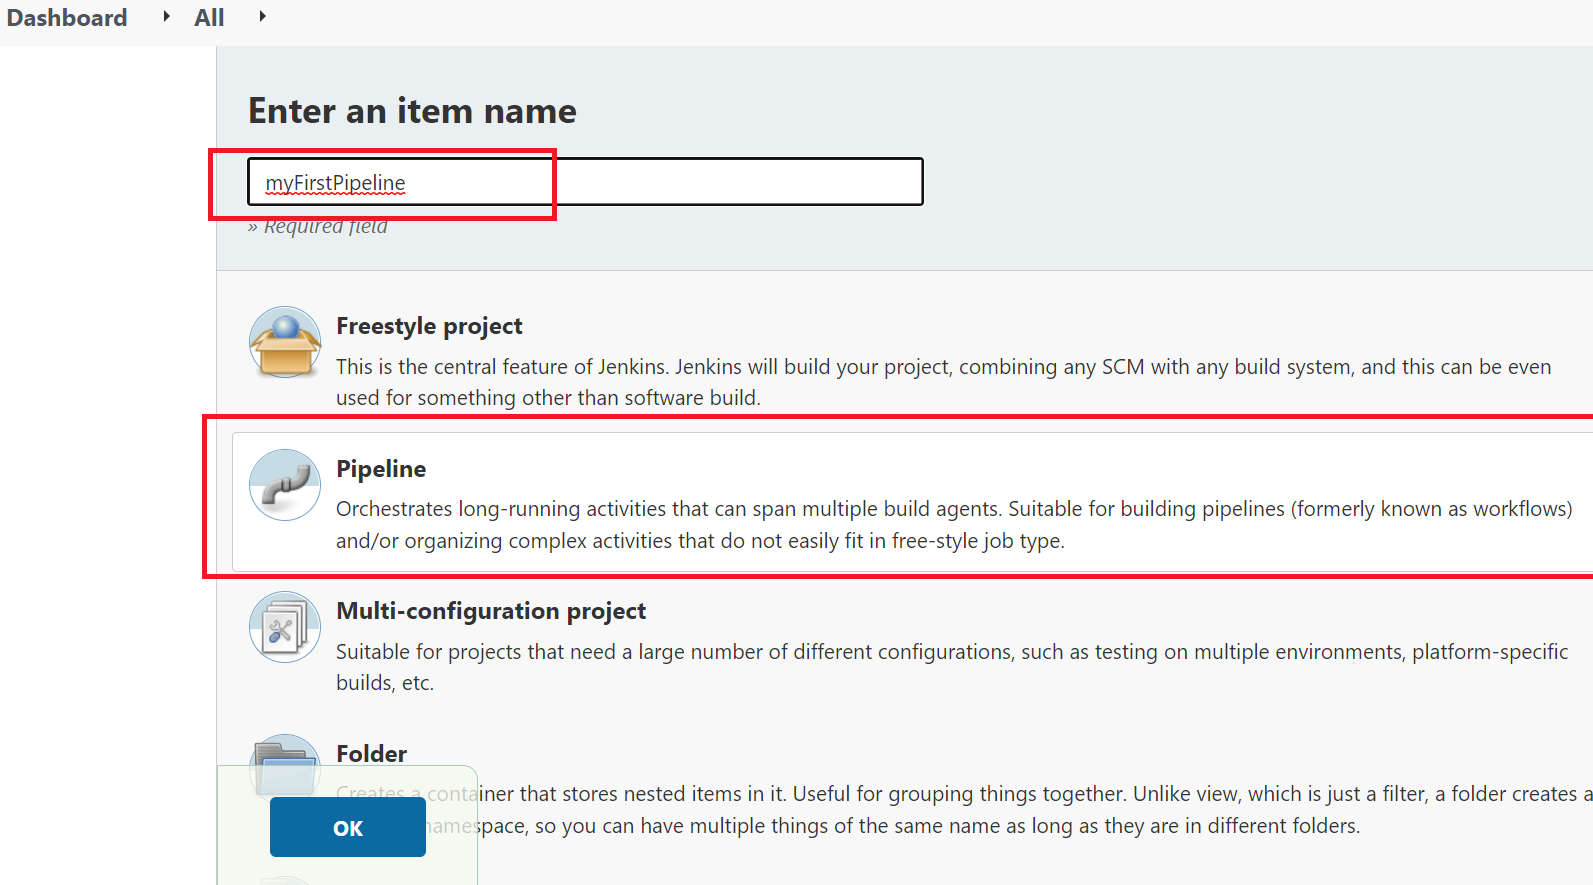 Dashboard All
Enter an item name
myFirstPipeline
» Required field
Freestyle project
This is the central feature of Jenkins. Jenkins will build your project, combining any SCM with any build system, and this can be even
used for something other than software build.
Pipeline
Orchestrates long-running activities that can span multiple build agents. Suitable for building pipelines (formerly known as workflows)
and/or organizing complex activities that do not easily fit in free-style job type.
Multi-configuration project
Suitable for projects that need a large number of different configurations, such as testing on multiple environments, platform-specific
builds, etc.
Folder
Creates a container that stores nested items in it. Useful for grouping things together. Unlike view, which is just a filter, a folder creates a
namespace, so you can have multiple things of the same name as long as they are in different folders.
OK